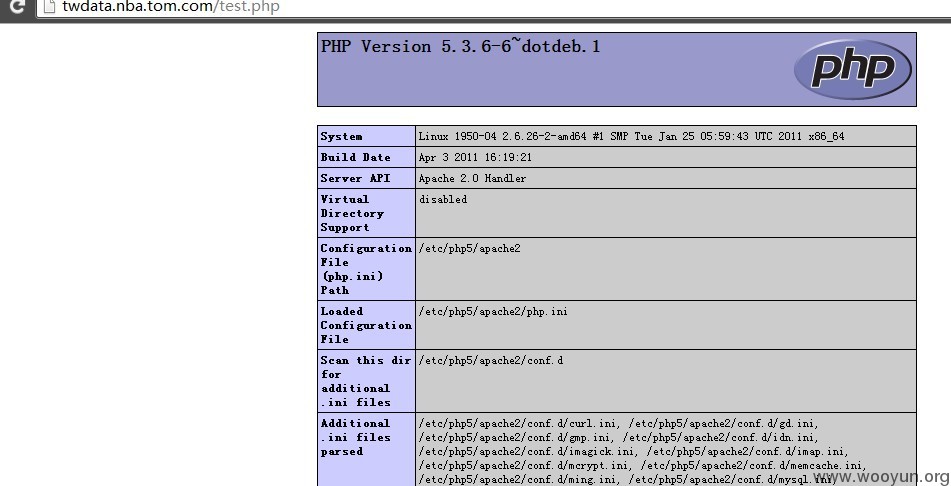 twdata.nba.tom.com/test.php
PHP Version 5.3.6-6~dotdeb.1
php
System Linux 1950-04 2.6.26-2-amd64 #1 SMP Tue Jan 25 05:59:43 UTC 2011 x86_64
Build Date Apr 3 2011 16:19:21
Server API Apache 2.0 Handler
Virtual disabled
Directory
Support
Configuration /etc/php5/apache2
File
(php.ini)
Path
Loaded /etc/php5/apache2/php.ini
Configuration
File
Scan this dir /etc/php5/apache2/conf.d
for
additional
.ini files
Additional /etc/php5/apache2/conf.d/curl.ini, /etc/php5/apache2/conf.d/gd.ini,
.ini files /etc/php5/apache2/conf.d/gmp.ini, /etc/php5/apache2/conf.d/idn.ini,
parsed /etc/php5/apache2/conf.d/imagick.ini, /etc/php5/apache2/conf.d/imap.ini,
/etc/php5/apache2/conf.d/mcrypt.ini, /etc/php5/apache2/conf.d/memcache.ini,
/etc/php5/apache2/conf.d/ming.ini, /etc/php5/apache2/conf.d/mysql.ini,
www.wooyun.org